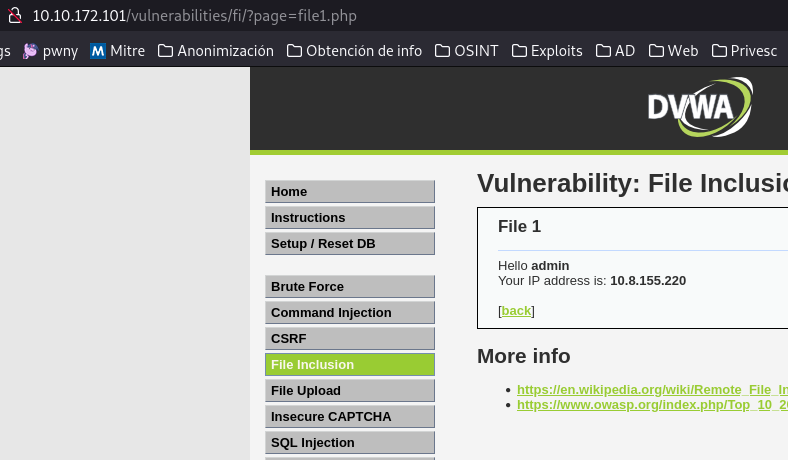 10.10.172.101/vulnerabilities/fi/?page=file1.php
gs pwny Mitre Anonimización Obtención de info OSINT Exploits AD Web Privesc
DVWA
Home
Instructions
Setup / Reset DB
Brute Force
Command Injection
CSRF
File Inclusion
File Upload
Insecure CAPTCHA
SQL Injection
Vulnerability: File Inclusi
File 1
Hello admin
Your IP address is: 10.8.155.220
[back]
More info
https://en.wikipedia.org/wiki/Remote_File_In
https://www.owasp.org/index.php/Top_10_20